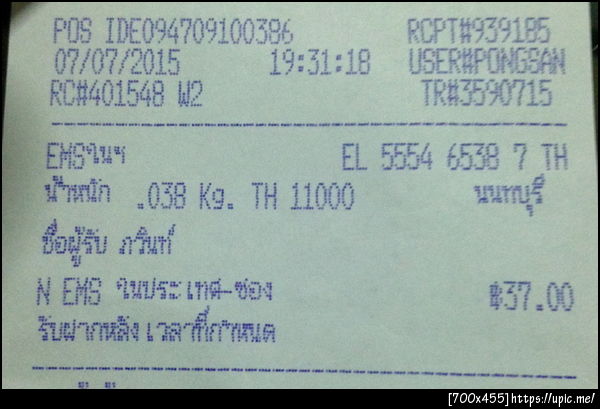 POS IDE094709100386 RCPT#939185
07/07/2015 19:31:18 USER#PONGSAN
RC#401548 W2 TR#3590715
EMSในฯ EL 5554 6538 7 TH
น้ำหนัก .038 Kg. TH 11000 นนทบุรี
ชื่อผู้รับ ภวินท์
N EMS ในประเทศ-ซอง ฿37.00
รับฝากหลังเวลาที่กำหนด
[700x455]https://upic.me/